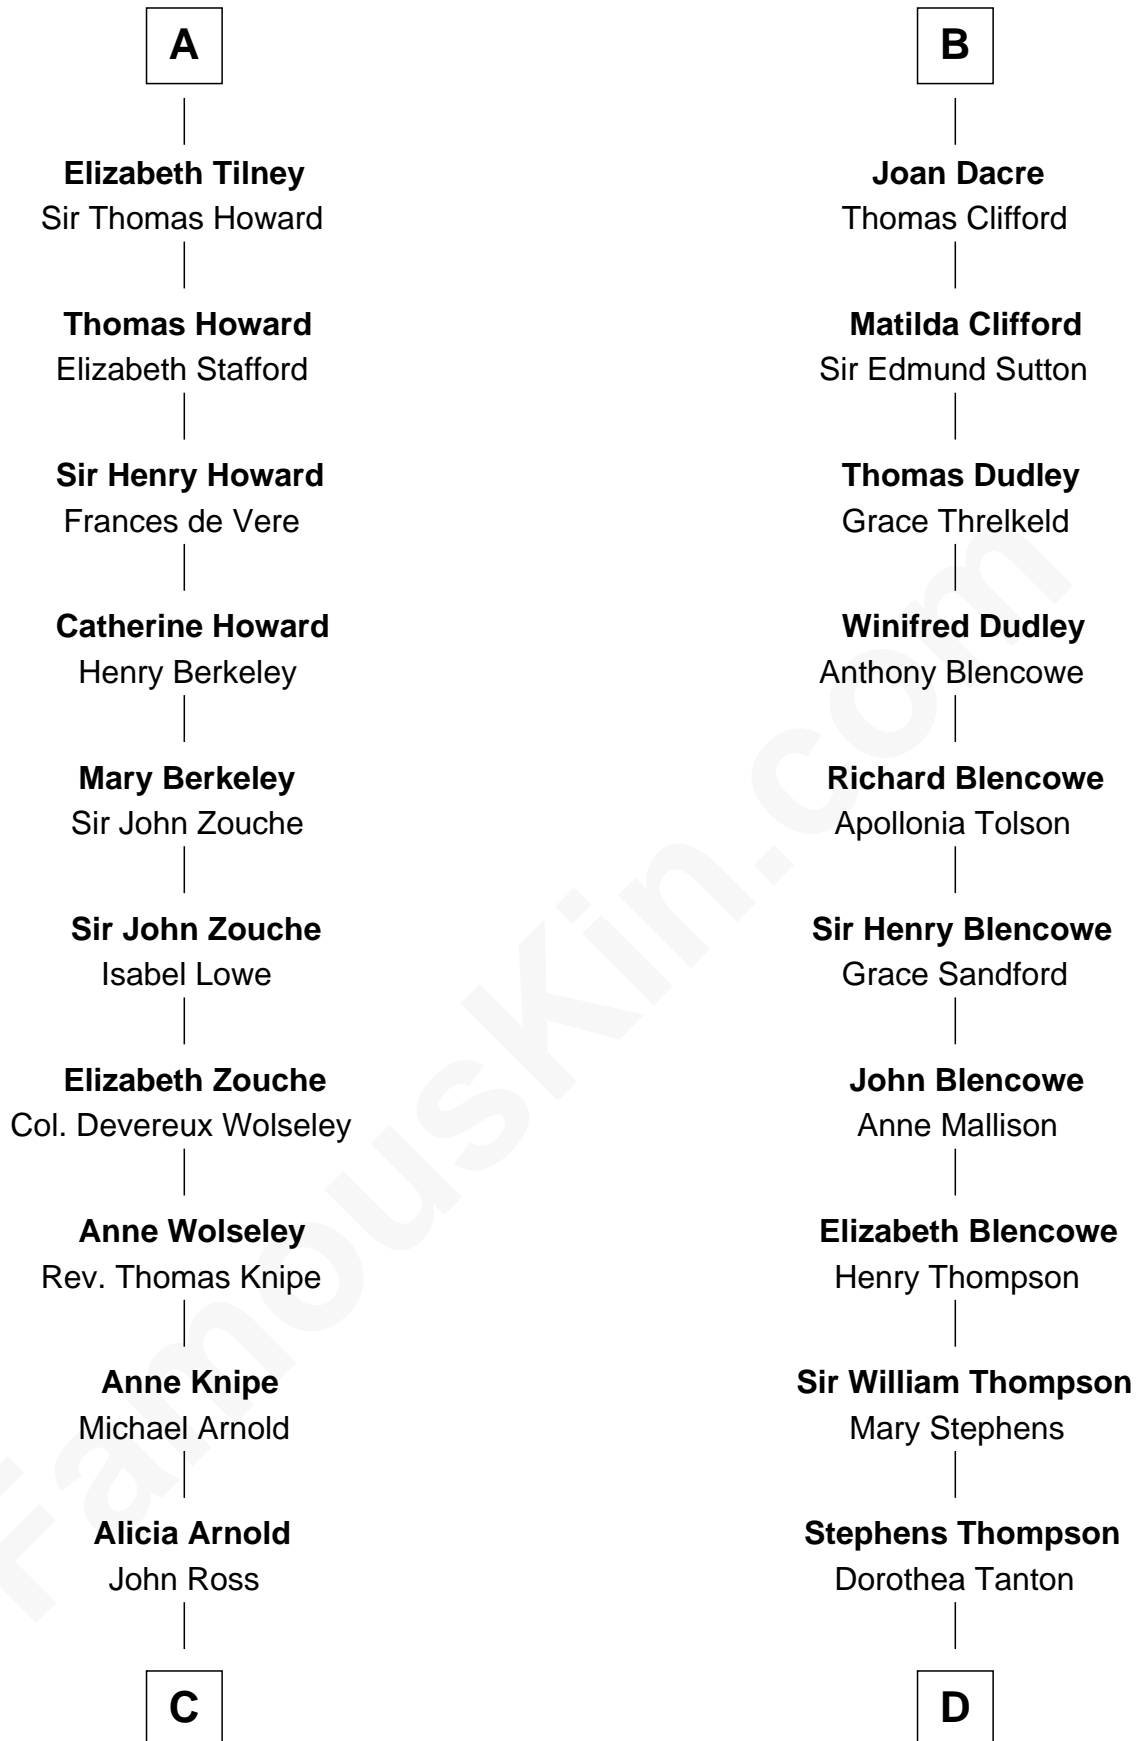 A
Elizabeth Tilney
Sir Thomas Howard
Thomas Howard
Elizabeth Stafford
Sir Henry Howard
Frances de Vere
Catherine Howard
Henry Berkeley
Mary Berkeley
Sir John Zouche
Sir John Zouche
Isabel Lowe
Elizabeth Zouche
Col. Devereux Wolseley
Anne Wolseley
Rev. Thomas Knipe
Anne Knipe
Michael Arnold
Alicia Arnold
John Ross
C
B
Joan Dacre
Thomas Clifford
Matilda Clifford
Sir Edmund Sutton
Thomas Dudley
Grace Threlkeld
Winifred Dudley
Anthony Blencowe
Richard Blencowe
Apollonia Tolson
Sir Henry Blencowe
Grace Sandford
John Blencowe
Anne Mallison
Elizabeth Blencowe
Henry Thompson
Sir William Thompson
Mary Stephens
Stephens Thompson
Dorothea Tanton
D
FamousKin.com